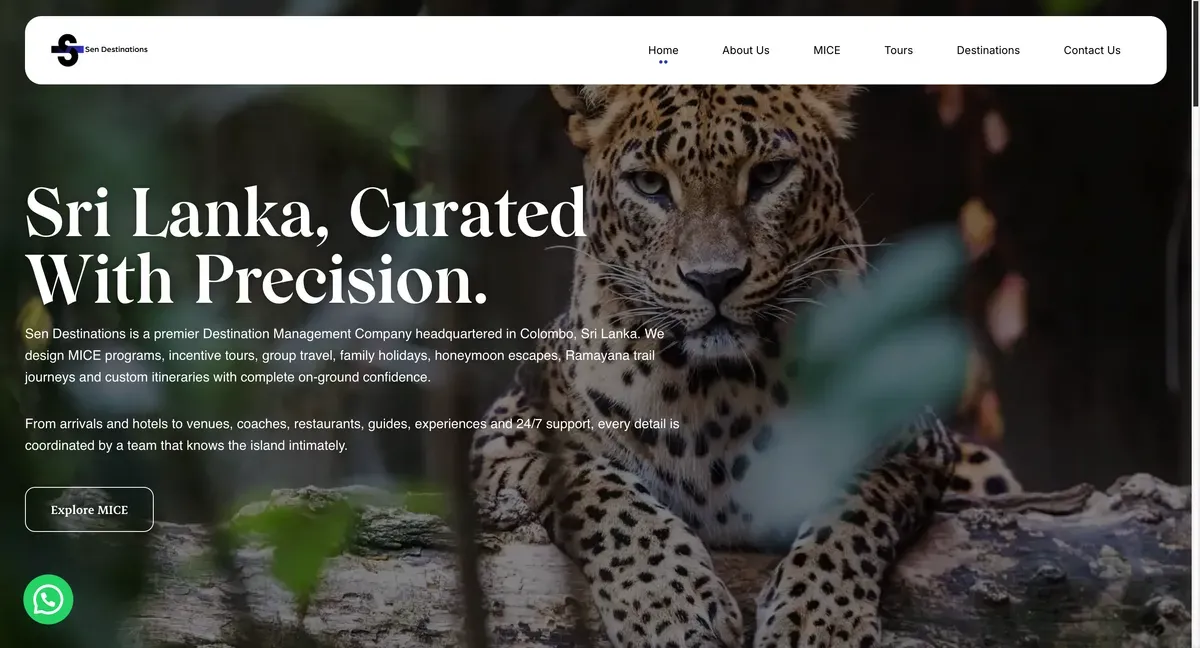 Sen Destinations
Home About Us MICE Tours Destinations Contact Us
Sri Lanka, Curated
With Precision.
Sen Destinations is a premier Destination Management Company headquartered in Colombo, Sri Lanka. We
design MICE programs, incentive tours, group travel, family holidays, honeymoon escapes, Ramayana trail
journeys and custom itineraries with complete on-ground confidence.
From arrivals and hotels to venues, coaches, restaurants, guides, experiences and 24/7 support, every detail is
coordinated by a team that knows the island intimately.
Explore MICE